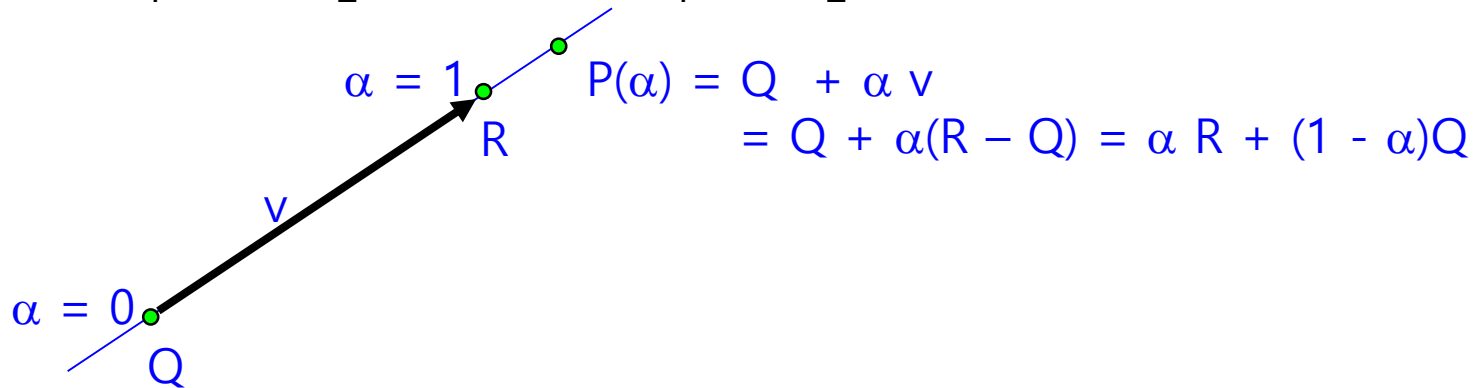 α = 1
P(α) = Q + α v
R
= Q + α(R – Q) = α R + (1 - α)Q
v
α = 0
Q